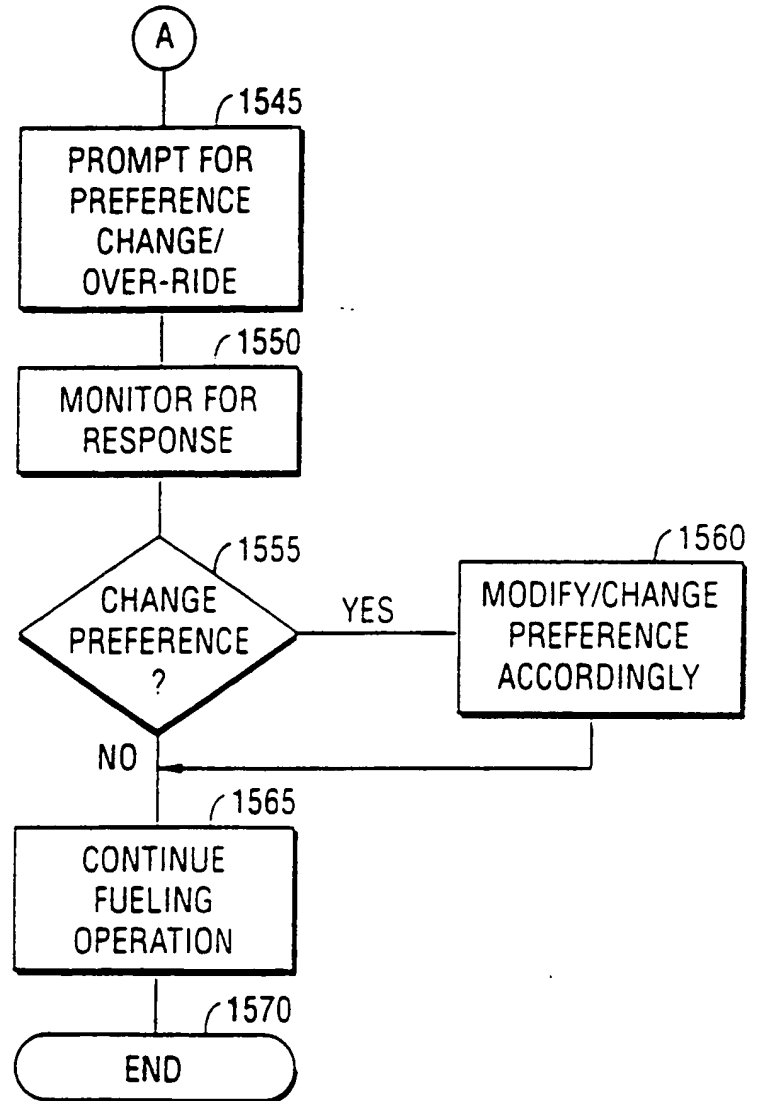 A
1545
PROMPT FOR
PREFERENCE
CHANGE/
OVER-RIDE
1550
MONITOR FOR
RESPONSE
1555
CHANGE
PREFERENCE
?
YES
1560
MODIFY/CHANGE
PREFERENCE
ACCORDINGLY
NO
1565
CONTINUE
FUELING
OPERATION
1570
END